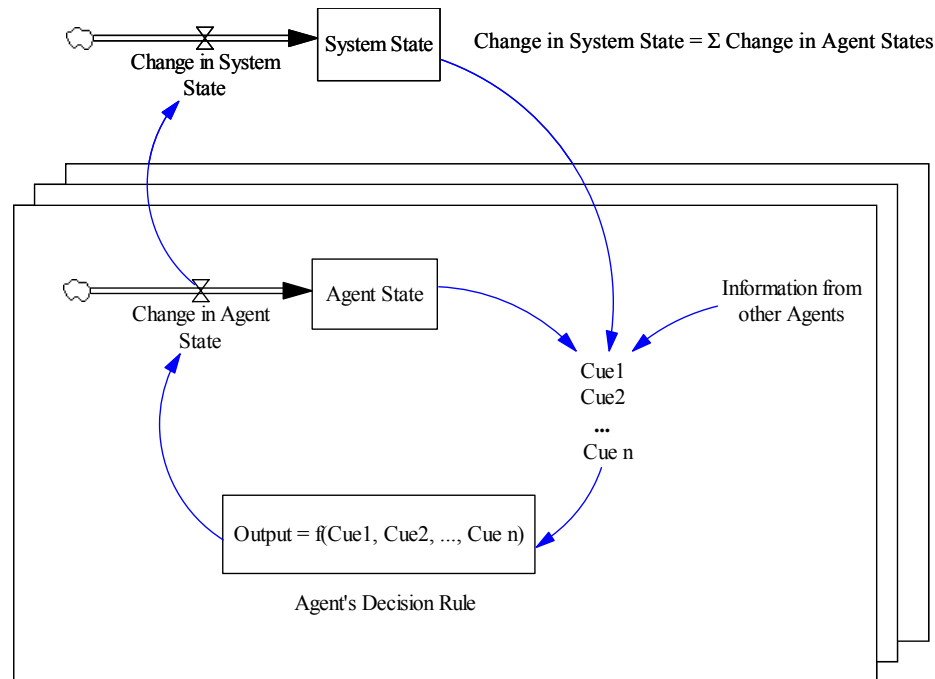 System State
Change in System State = Σ Change in Agent States
Change in System
State
Agent State
Change in Agent
State
Information from
other Agents
Cue1
Cue2
...
Cue n
Output = f(Cue1, Cue2, ..., Cue n)
Agent's Decision Rule